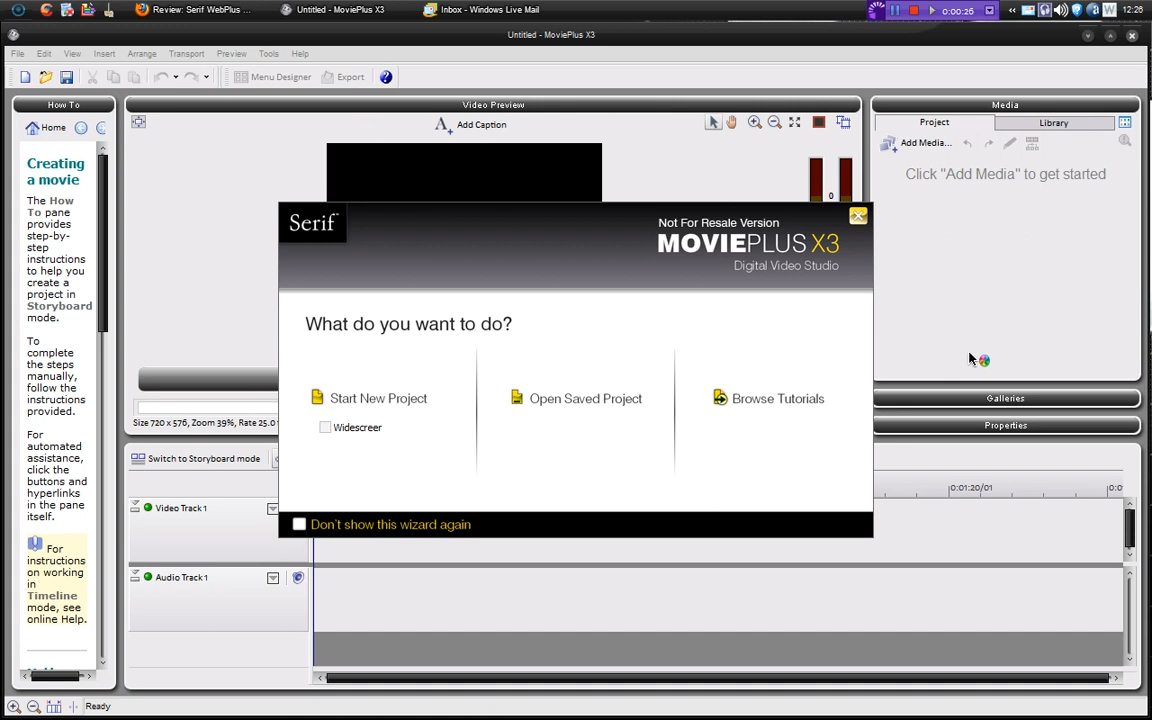 Review: Serif WebPlus ...
Untitled - MoviePlus X3
Inbox - Windows Live Mail
0:00:26
12:26
Untitled - MoviePlus X3
File Edit View Insert Arrange Transport Preview Tools Help
Menu Designer
Export
How To
Home
Creating
a movie
The How
To pane
provides
step-by-
step
instructions
to help you
create a
project in
Storyboard
mode.
To
complete
the steps
manually,
follow the
instructions
provided.
For
automated
assistance,
click the
buttons and
hyperlinks
in the pane
itself.
For
instructions
on working
in
Timeline
mode, see
online Help.
Video Preview
Add Caption
0
Size 720 x 576, Zoom 39%, Rate 25.0
Media
Project
Library
Add Media...
Click "Add Media" to get started
Galleries
Properties
Serif
Not For Resale Version
MOVIEPLUS X3
Digital Video Studio
What do you want to do?
Start New Project
Widescreer
Open Saved Project
Browse Tutorials
Don't show this wizard again
Switch to Storyboard mode
0:01:20/01
0:0
Video Track1
Audio Track1
Ready